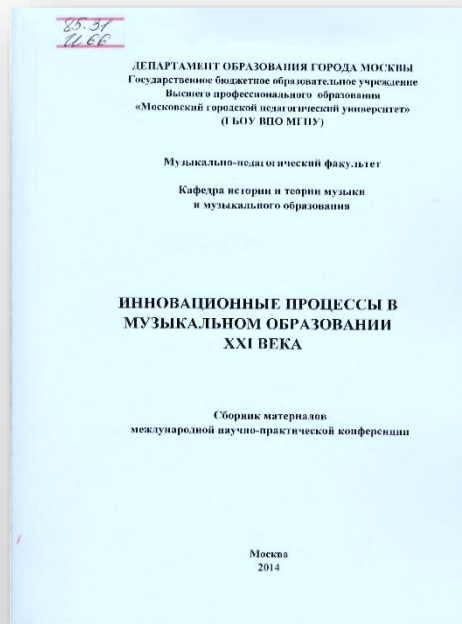 85.31
И 66
ДЕПАРТАМЕНТ ОБРАЗОВАНИЯ ГОРОДА МОСКВЫ
Государственное бюджетное образовательное учреждение
Высшего профессионального образования
«Московский городской педагогический университет»
(ГБОУ ВПО МГПУ)
Музыкально-педагогический факультет
Кафедра истории и теории музыки
и музыкального образования
ИННОВАЦИОННЫЕ ПРОЦЕССЫ В
МУЗЫКАЛЬНОМ ОБРАЗОВАНИИ
XXI ВЕКА
Сборник материалов
международной научно-практической конференции
Москва
2014